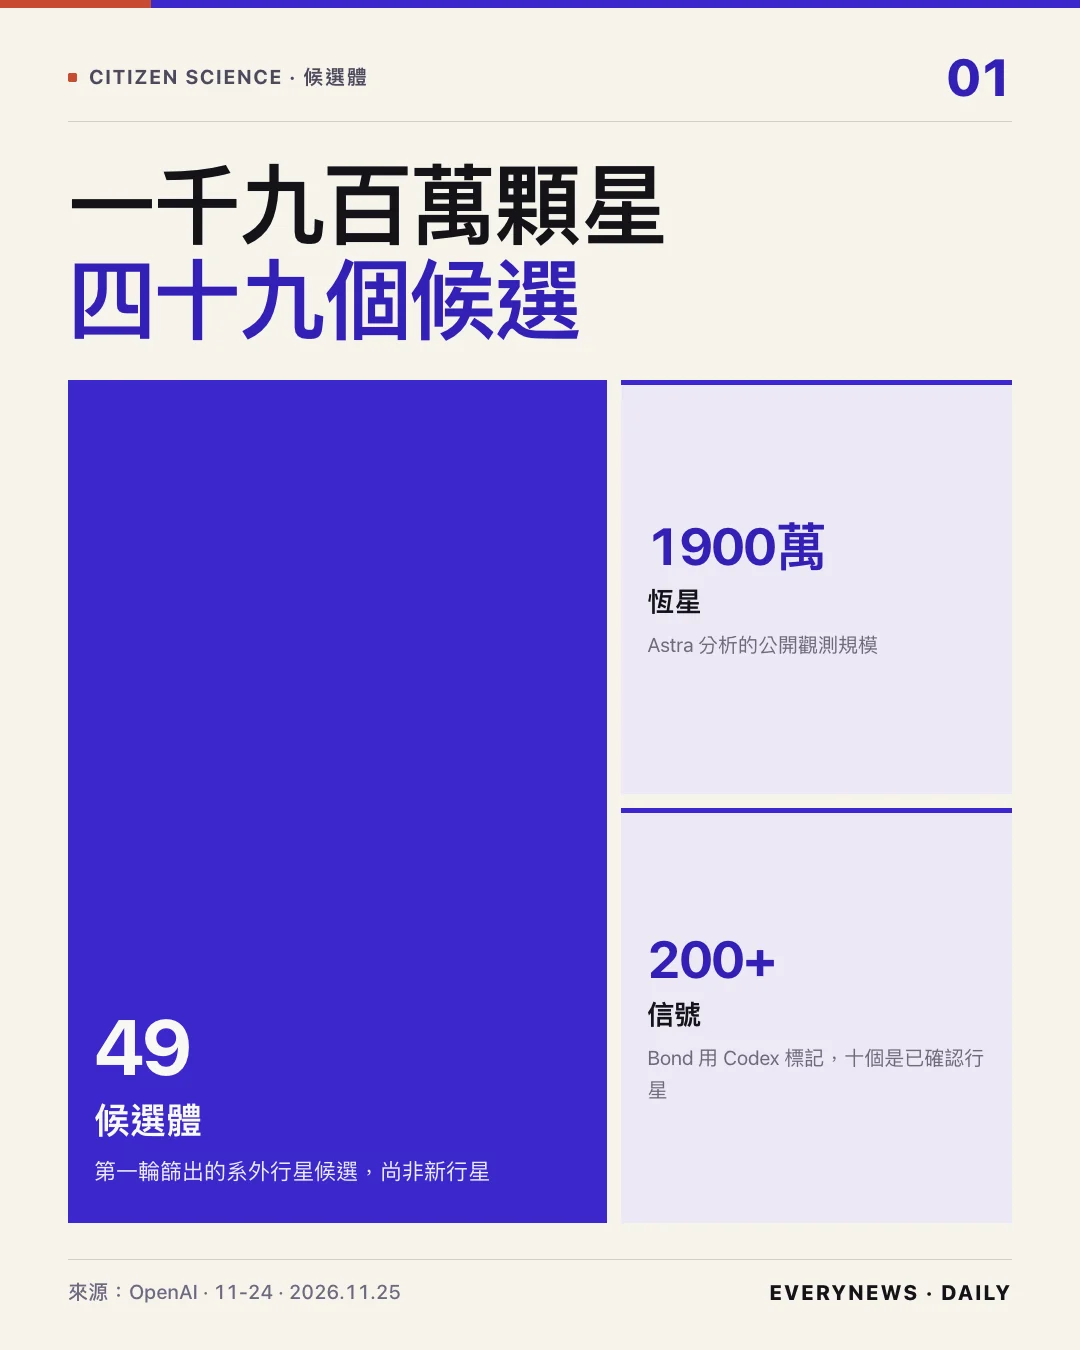 CITIZEN SCIENCE · 候選體
01
一千九百萬顆星
四十九個候選
49
候選體
第一輪篩出的系外行星候選，尚非新行星
1900萬
恆星
Astra 分析的公開觀測規模
200+
信號
Bond 用 Codex 標記，十個是已確認行
星
來源：OpenAI · 11-24 · 2026.11.25
EVERYNEWS · DAILY